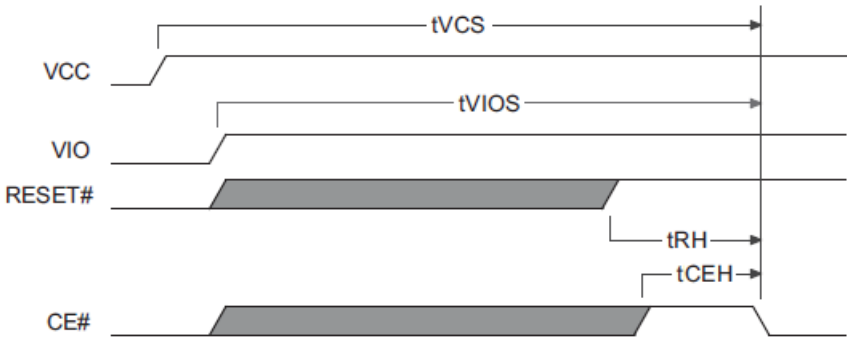 tVCS
VCC
tVIOS
VIO
RESET#
tRH
tCEH
CE#